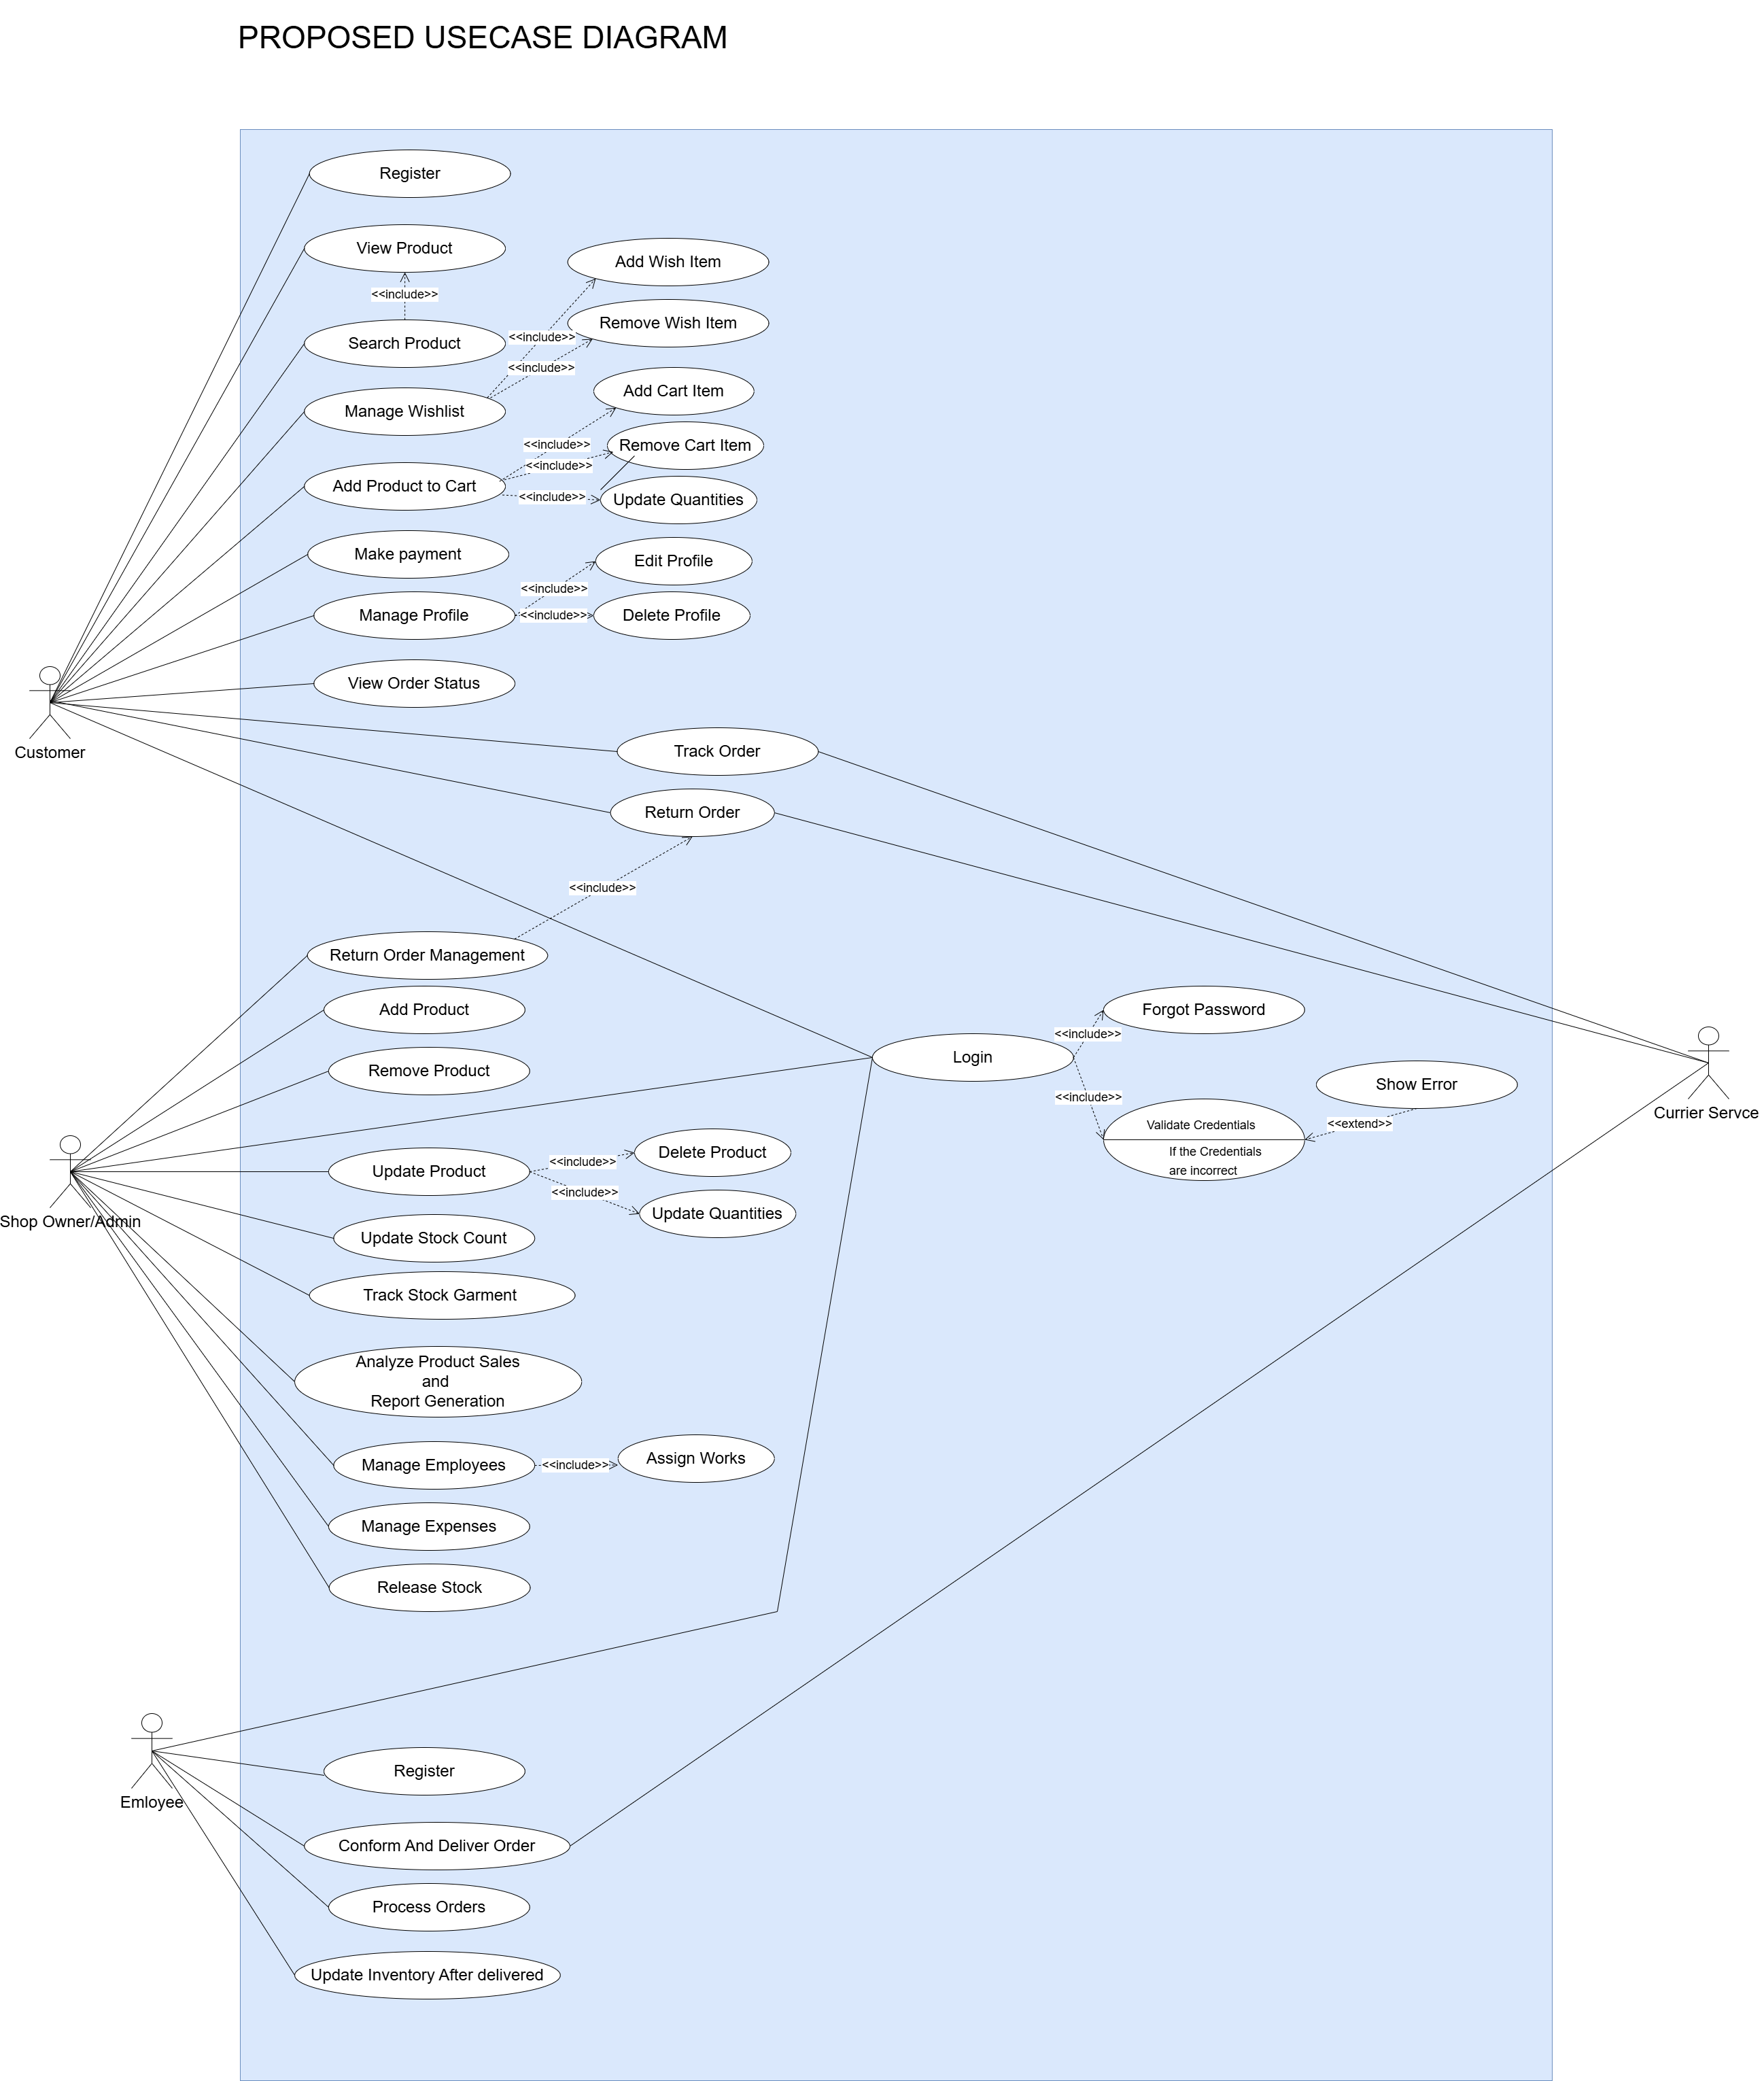 PROPOSED USECASE DIAGRAM
Register
View Product
Add Wish Item
<<include>>
Remove Wish Item
<<include>>
Search Product
<<include>>
Add Cart Item
Manage Wishlist
<<include>>
Remove Cart Item
<<include>>
Add Product to Cart
<<include>>
Update Quantities
Make payment
Edit Profile
<<include>>
Manage Profile
<<include>>
Delete Profile
View Order Status
Customer
Track Order
Return Order
<<include>>
Return Order Management
Add Product
Forgot Password
<<include>>
Login
Remove Product
Show Error
<<include>>
Currier Servce
Validate Credentials
<<extend>>
If the Credentials
are incorrect
Delete Product
<<include>>
Update Product
<<include>>
Update Quantities
Shop Owner/Admin
Update Stock Count
Track Stock Garment
Analyze Product Sales
and
Report Generation
Manage Employees
<<include>>
Assign Works
Manage Expenses
Release Stock
Register
Emloyee
Conform And Deliver Order
Process Orders
Update Inventory After delivered